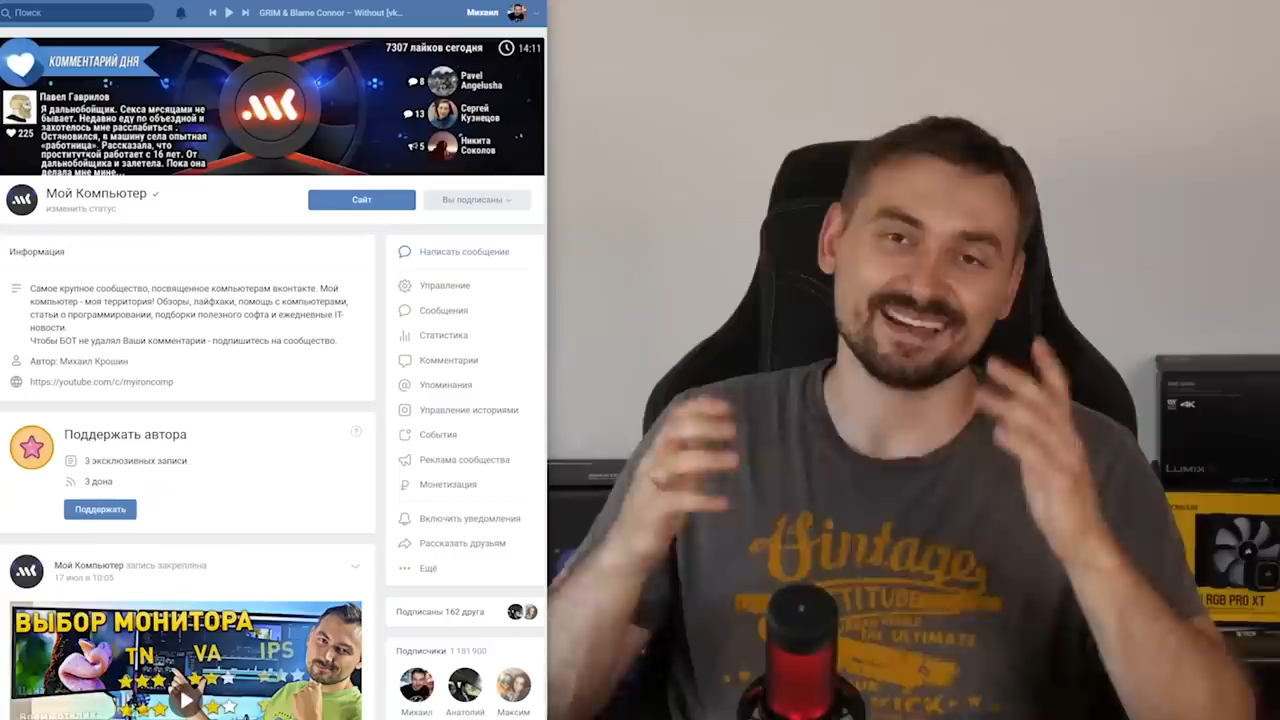 Поиск
GRIM & Blame Connor – Without [vk...
Михаил
КОММЕНТАРИЙ ДНЯ
7307 лайков сегодня
14:11
Павел Гаврилов
225
Я дальнобойщик. Секса месяцами не
бывает. Недавно еду по объездной и
захотелось мне расслабиться .
Остановился, в машину села опытная
«работница». Рассказала, что
проституткой работает с 16 лет. От
дальнобойщика и залетела. Пока она
делала мне мине...
8
Pavel
Angelusha
13
Сергей
Кузнецов
5
Никита
Соколов
Мой Компьютер
изменить статус
Сайт
Вы подписаны
Информация
Самое крупное сообщество, посвященное компьютерам вконтакте. Мой
компьютер - моя территория! Обзоры, лайфхаки, помощь с компьютерами,
статьи о программировании, подборки полезного софта и ежедневные IT-
новости.
Чтобы БОТ не удалял Ваши комментарии - подпишитесь на сообщество.
Автор: Михаил Крошин
https://youtube.com/c/myironcomp
Поддержать автора
3 эксклюзивных записи
3 дона
Поддержать
Мой Компьютер запись закреплена
17 июл в 10:05
ВЫБОР МОНИТОРА
TN VA IPS
Написать сообщение
Управление
Сообщения
Статистика
Комментарии
Упоминания
Управление историями
События
Реклама сообщества
Монетизация
Включить уведомления
Рассказать друзьям
Ещё
Подписаны 162 друга
Подписчики 1 181 900
Михаил
Анатолий
Максим
Vintage
TITUDE
THE ULTIMATE
KICK
4K
LUMIX
RGB PRO XT